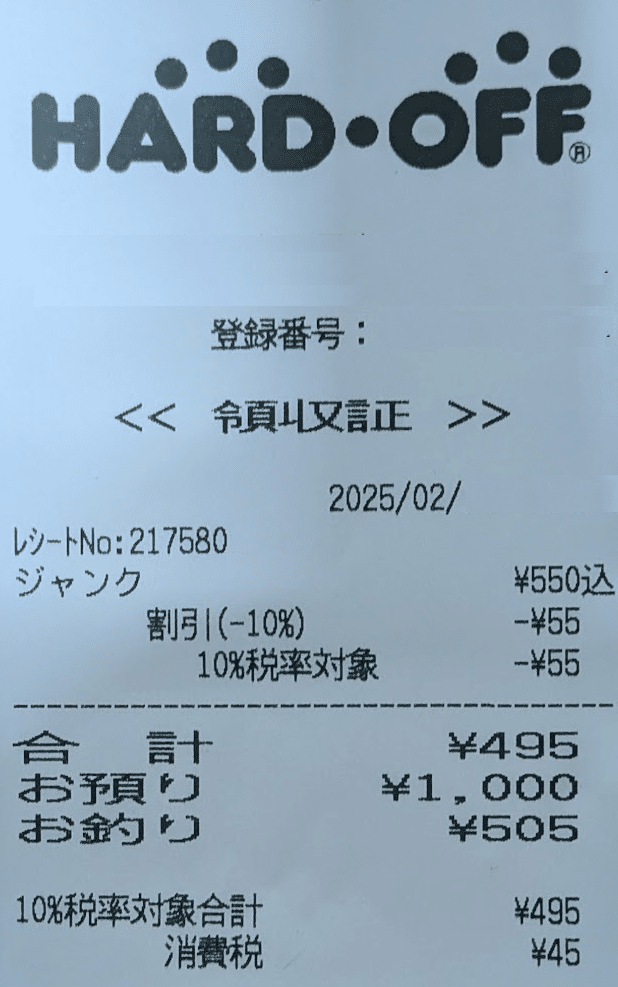 HARD・OFF®
登録番号：
<< 領収証 >>
2025/02/
ﾚｼｰﾄNo:217580
ジャンク ¥550込
割引(-10%) -¥55
10%税率対象 -¥55
合 計 ¥495
お預り ¥1,000
お釣り ¥505
10%税率対象合計 ¥495
消費税 ¥45